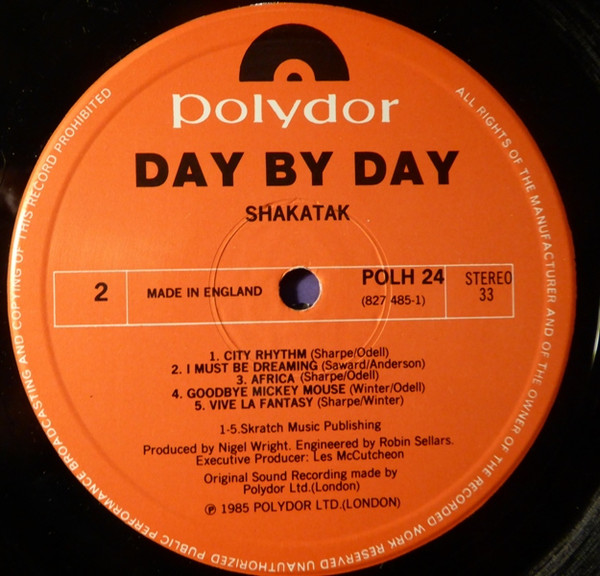 polydor
DAY BY DAY
SHAKATAK
2
MADE IN ENGLAND
POLH 24
(827 485-1)
STEREO
33
1. CITY RHYTHM (Sharpe/Odell)
2. I MUST BE DREAMING (Saward/Anderson)
3. AFRICA (Sharpe/Odell)
4. GOODBYE MICKEY MOUSE (Winter/Odell)
5. VIVE LA FANTASY (Sharpe/Winter)
1-5.Skratch Music Publishing
Produced by Nigel Wright. Engineered by Robin Sellars.
Executive Producer: Les McCutcheon
Original Sound Recording made by
Polydor Ltd.(London)
℗ 1985 POLYDOR LTD.(LONDON)
ALL RIGHTS OF THE MANUFACTURER AND OF THE OWNER OF THE RECORDED WORK RESERVED UNAUTHORIZED PUBLIC PERFORMANCE BROADCASTING AND COPYING OF THIS RECORD PROHIBITED